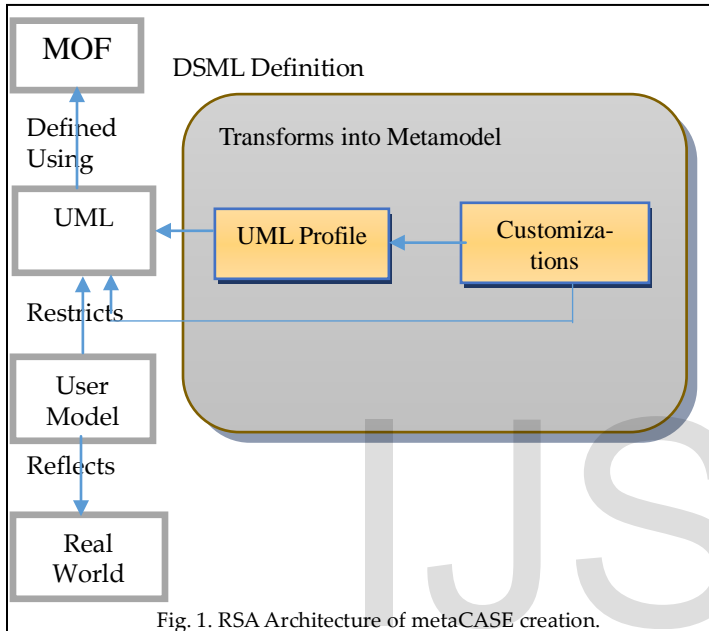 MOF
DSML Definition
Defined
Using
Transforms into Metamodel
UML
UML Profile
Customiza-
tions
Restricts
User
Model
Reflects
Real
World
IJS
Fig. 1. RSA Architecture of metaCASE creation.